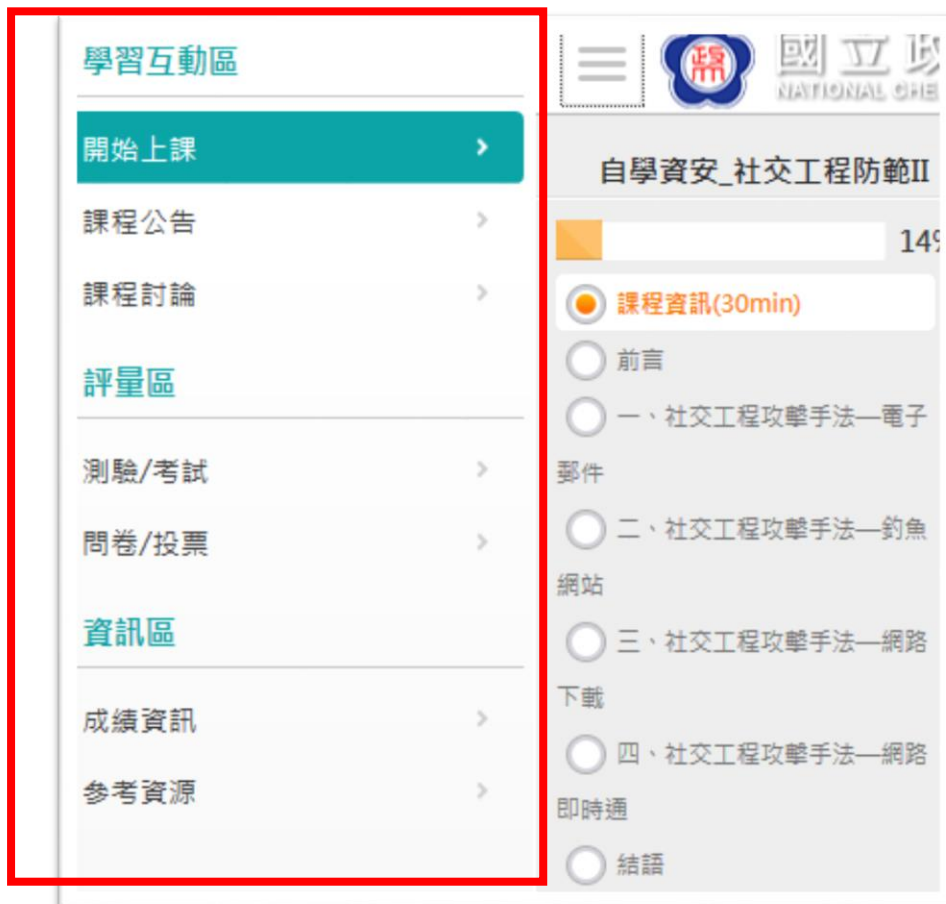 學習互動區
開始上課
課程公告
課程討論
評量區
測驗/考試
問卷/投票
資訊區
成績資訊
參考資源
國立政
NATIONAL CHE
自學資安_社交工程防範II
14%
課程資訊(30min)
前言
一、社交工程攻擊手法—電子
郵件
二、社交工程攻擊手法—釣魚
網站
三、社交工程攻擊手法—網路
下載
四、社交工程攻擊手法—網路
即時通
結語